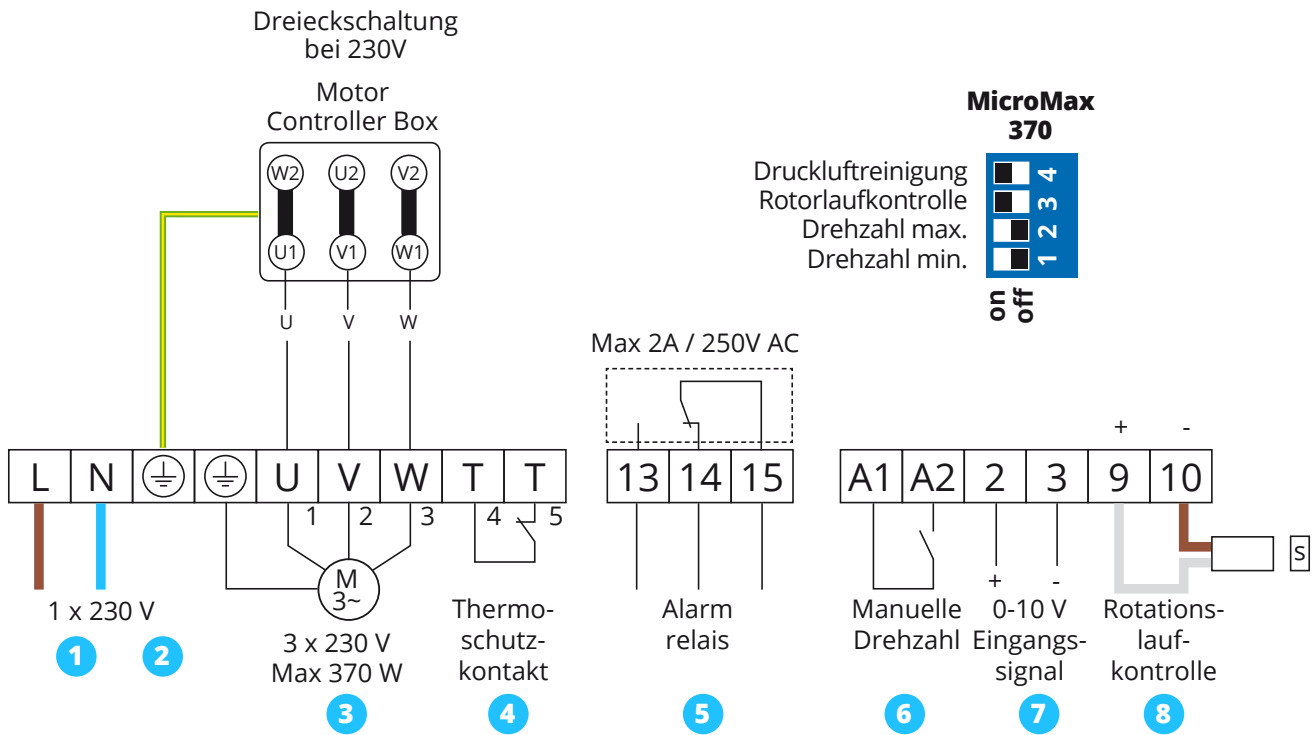 Dreieckschaltung
bei 230V
Motor
Controller Box
W2 U2 V2
U1 V1 W1
U V W
MicroMax
370
Druckluftreinigung 4
Rotorlaufkontrolle 3
Drehzahl max. 2
Drehzahl min. 1
on
off
Max 2A / 250V AC
+ -
L N U V W T T
13 14 15
A1 A2 2 3 9 10
1 2 3 4 5
M
3~
S
+ -
1 x 230 V
3 x 230 V
Max 370 W
Thermo-
schutz-
kontakt
Alarm
relais
Manuelle
Drehzahl
0-10 V
Eingangs-
signal
Rotations-
lauf-
kontrolle
1 2 3 4 5 6 7 8